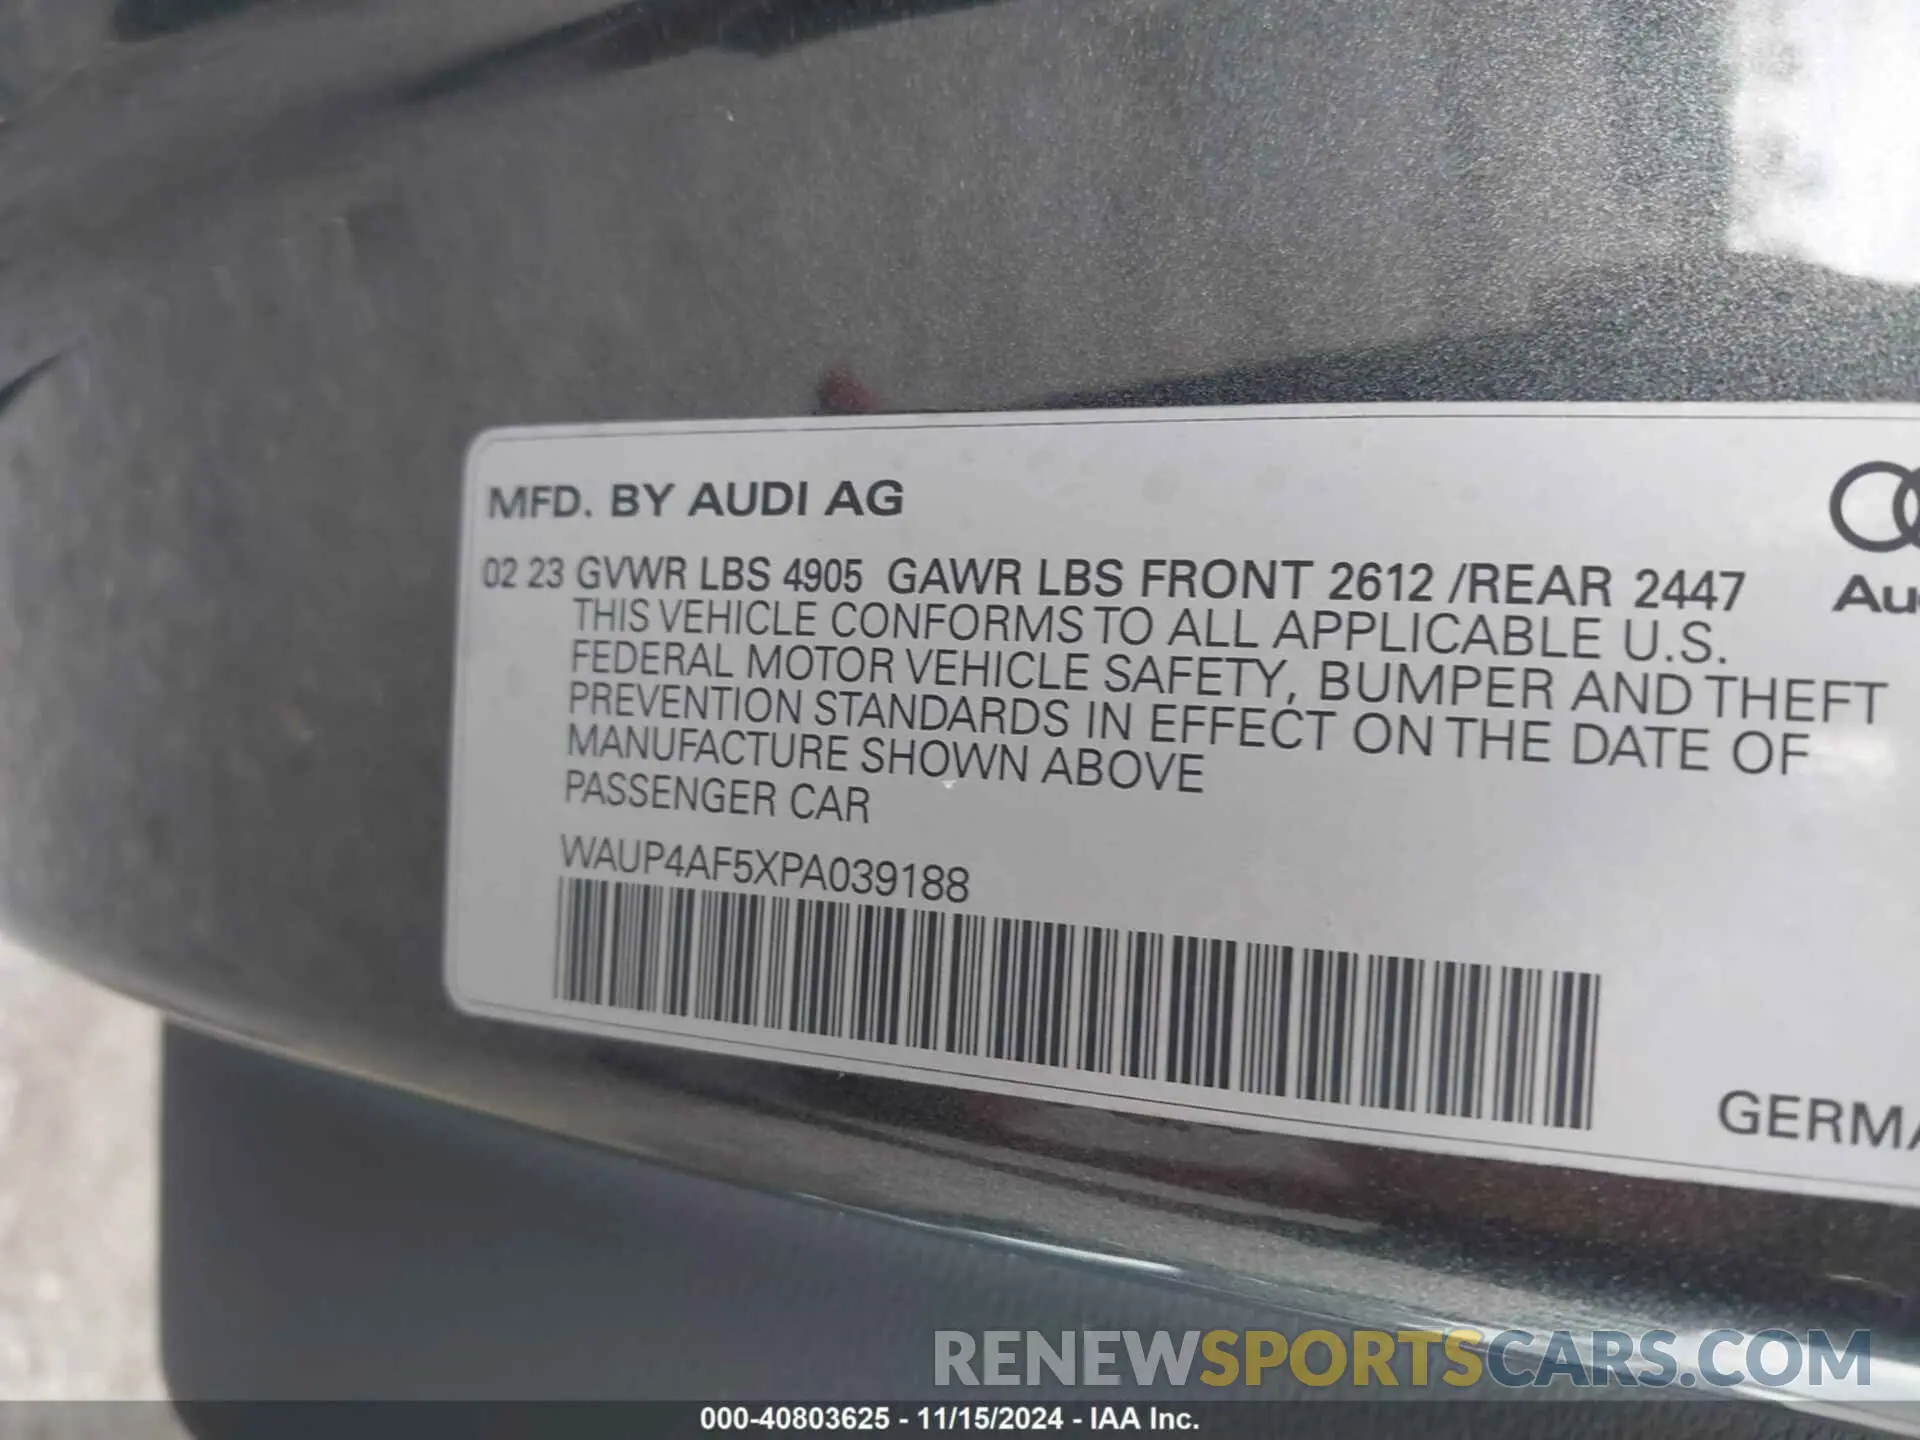 MFD. BY AUDI AG
02 23 GVWR LBS 4905 GAWR LBS FRONT 2612 /REAR 2447
THIS VEHICLE CONFORMS TO ALL APPLICABLE U.S.
FEDERAL MOTOR VEHICLE SAFETY, BUMPER AND THEFT
PREVENTION STANDARDS IN EFFECT ON THE DATE OF
MANUFACTURE SHOWN ABOVE
PASSENGER CAR
WAUP4AF5XPA039188
RENEWSPORTSCARS.COM
000-40803625 - 11/15/2024 - IAA Inc.